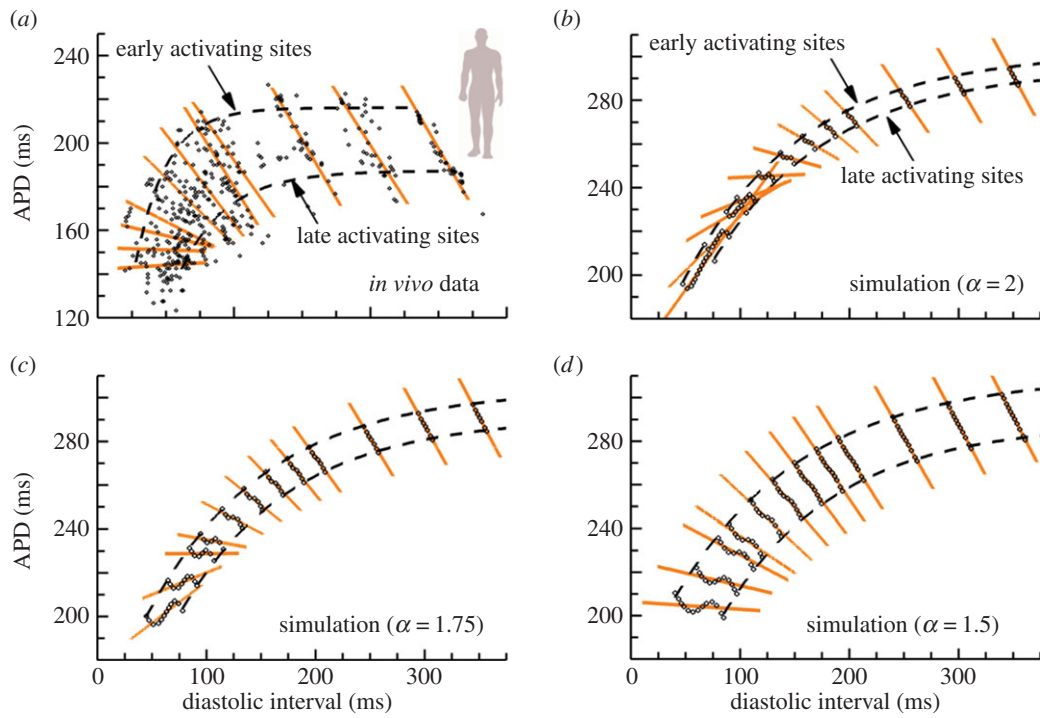 (a)
240
200
160
120
APD (ms)
early activating sites
late activating sites
in vivo data
(b)
280
240
200
early activating sites
late activating sites
simulation (α = 2)
(c)
280
240
200
APD (ms)
simulation (α = 1.75)
0 100 200 300
diastolic interval (ms)
(d)
280
240
200
simulation (α = 1.5)
0 100 200 300
diastolic interval (ms)